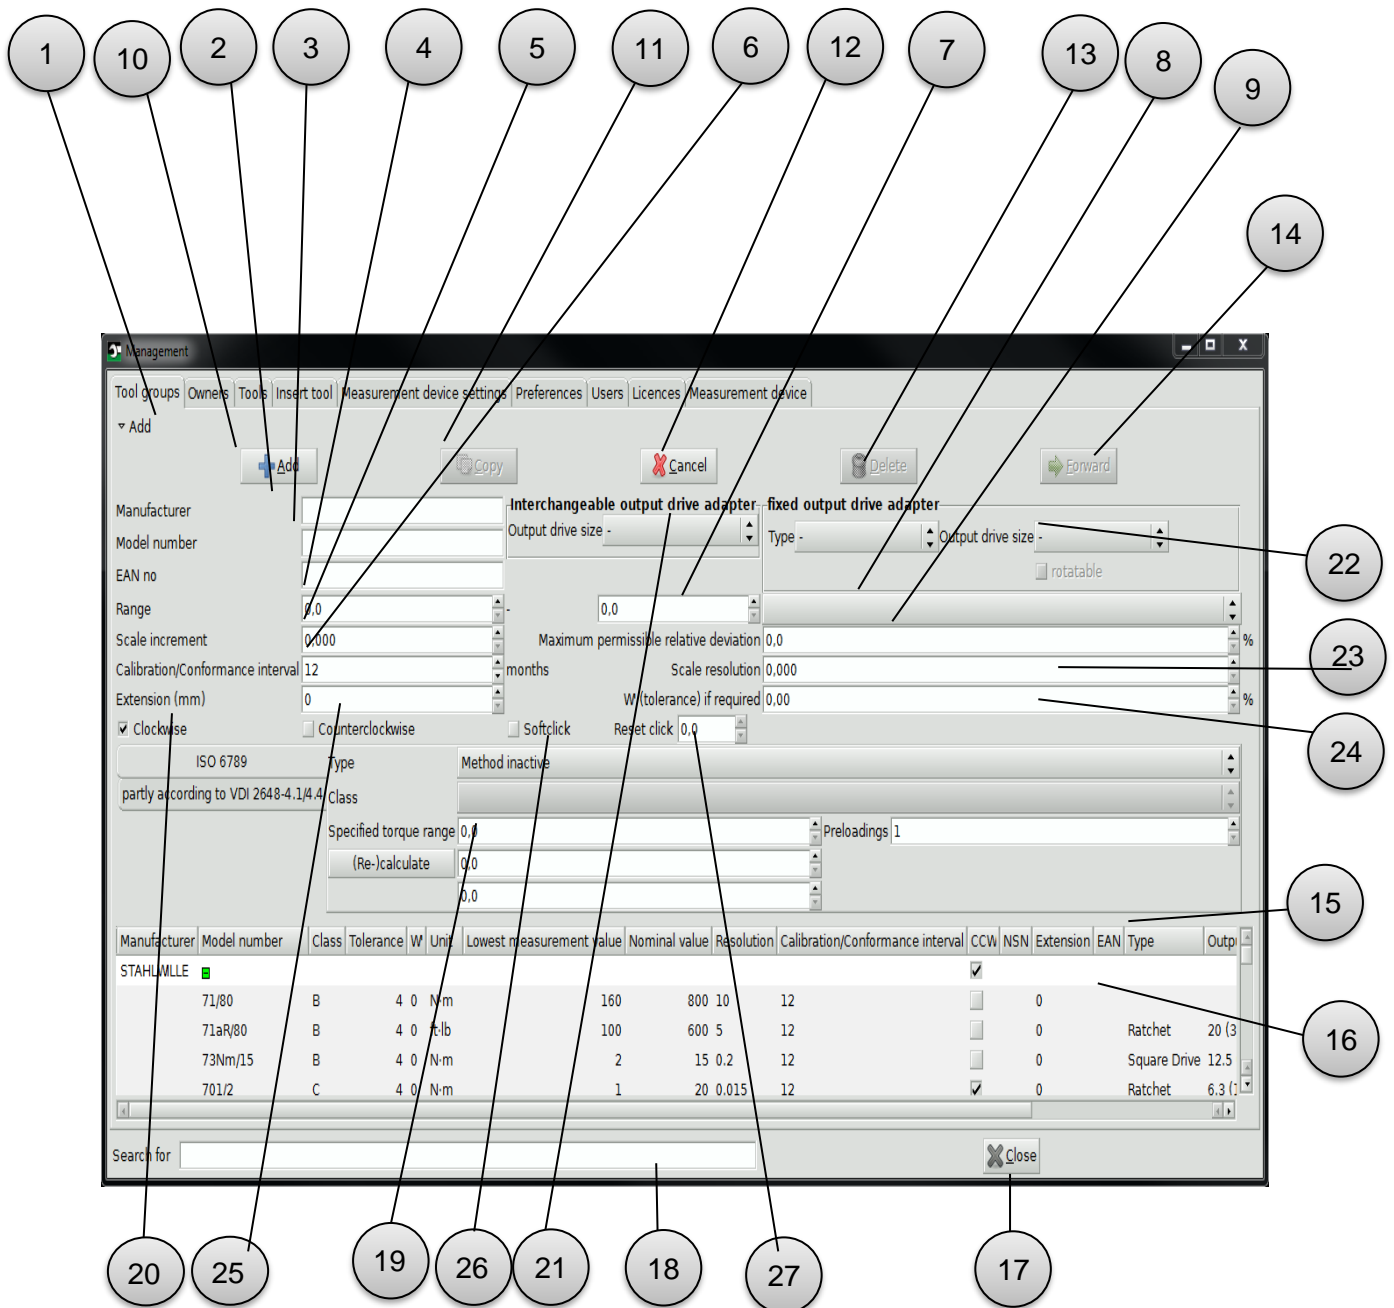 1 10 2 3 4 5 11 6 12 7 13 8 9
14
Management
Tool groups Owners Tools Insert tool Measurement device settings Preferences Users Licences Measurement device
Add
Add Copy Cancel Delete Forward
Manufacturer
Interchangeable output drive adapter
fixed output drive adapter
Output drive size -
Type - Output drive size -
Model number
rotatable
22
EAN no
Range 0,0 - 0,0
Scale increment 0,000 Maximum permissible relative deviation 0,0 %
23
Calibration/Conformance interval 12 months Scale resolution 0,000
Extension (mm) 0 W' (tolerance) if required 0,00 %
24
Clockwise Counterclockwise Softclick Reset click 0,0
ISO 6789 Type Method inactive
partly according to VDI 2648-4.1/4.4 Class
Specified torque range 0,0 Preloadings 1
(Re-)calculate 0,0
0,0
15
Manufacturer Model number Class Tolerance W' Unit Lowest measurement value Nominal value Resolution Calibration/Conformance interval CCW NSN Extension EAN Type Outpu
STAHLWILLE
71/80 B 4 0 N·m 160 800 10 12 0
71aR/80 B 4 0 ft·lb 100 600 5 12 0 Ratchet 20 (3
16
73Nm/15 B 4 0 N·m 2 15 0.2 12 0 Square Drive 12.5
701/2 C 4 0 N·m 1 20 0.015 12 0 Ratchet 6.3 (1
Search for Close
20 25 19 26 21 18 27 17